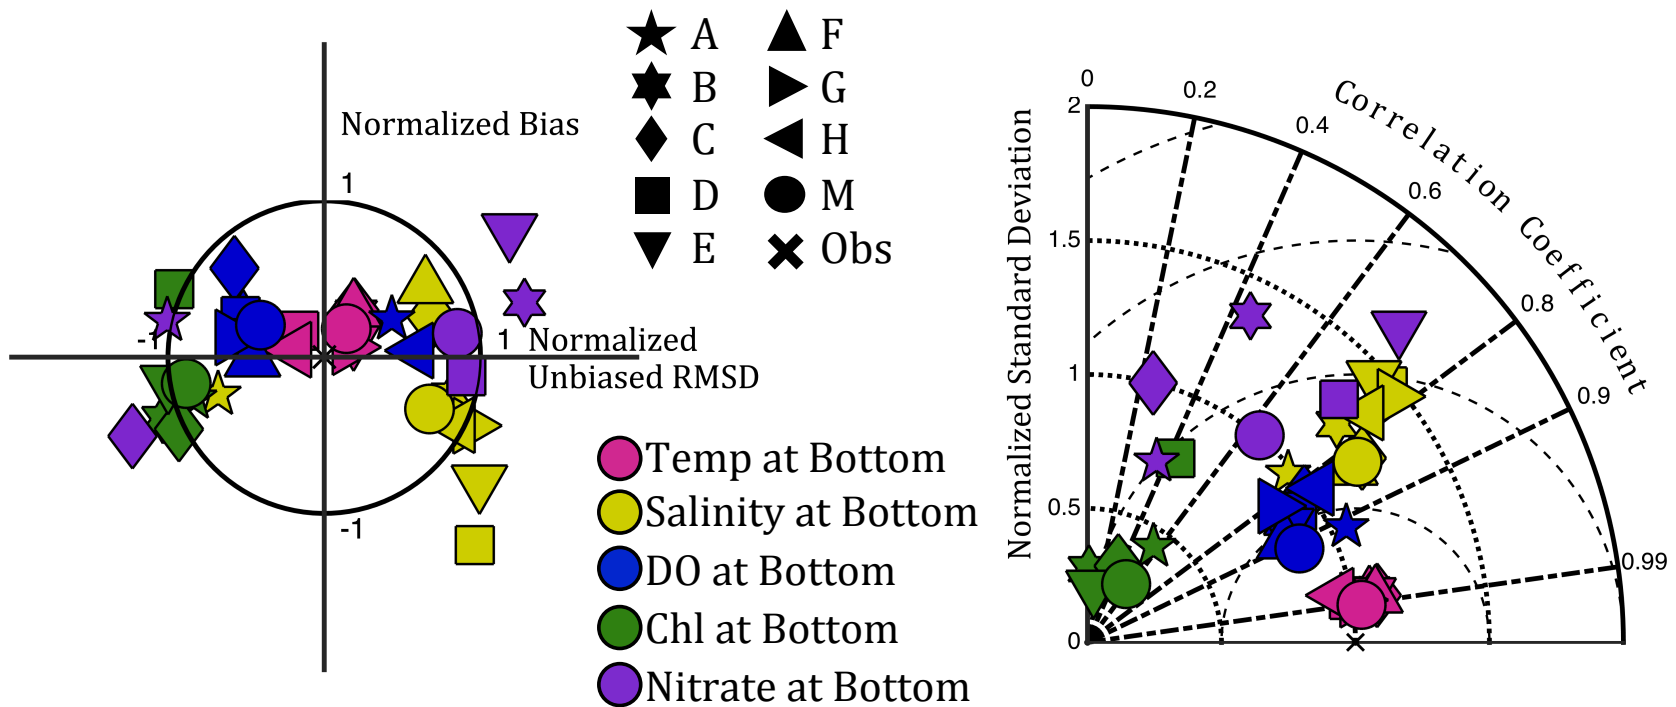 Normalized Bias
1
-1
1
Normalized
Unbiased RMSD
-1
A
F
B
G
C
H
D
M
E
Obs
Temp at Bottom
Salinity at Bottom
DO at Bottom
Chl at Bottom
Nitrate at Bottom
Normalized Standard Deviation
2
1.5
1
0.5
0
0
0.2
0.4
0.6
0.8
0.9
0.99
Correlation Coefficient